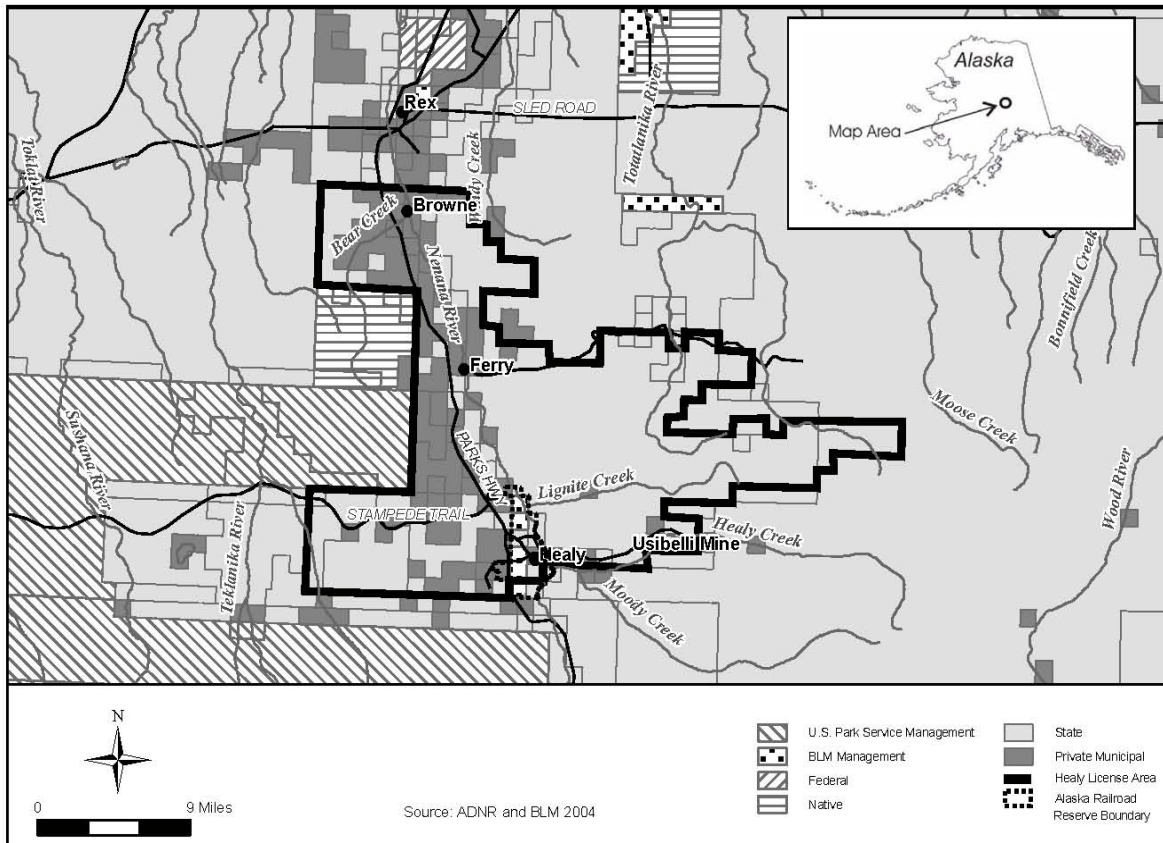 Alaska
Map Area
Rex
SLED ROAD
Toklat River
Windy Creek
Totatlanika River
Browne
Bear Creek
Nenana River
Bonnifield Creek
Ferry
Moose Creek
Sushana River
PARKS HWY
Lignite Creek
STAMPEDE TRAIL
Wood River
Teklanika River
Healy
Usibelli Mine
Healy Creek
Moody Creek
N
0 9 Miles
Source: ADNR and BLM 2004
U.S. Park Service Management
BLM Management
Federal
Native
State
Private Municipal
Healy License Area
Alaska Railroad
Reserve Boundary